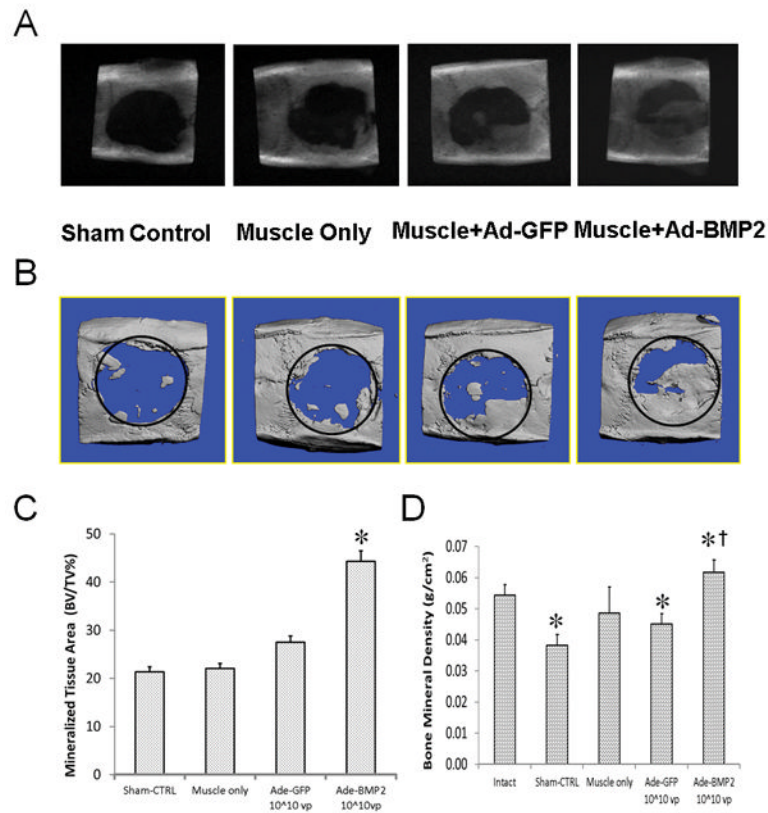 A
Sham Control Muscle Only Muscle+Ad-GFP Muscle+Ad-BMP2
B
C
Mineralized Tissue Area (BV/TV%)
50
40
30
20
10
0
*
Sham-CTRL Muscle only Ade-GFP Ade-BMP2
10^10 vp 10^10vp
D
Bone Mineral Density (g/cm²)
0.07
0.06
0.05
0.04
0.03
0.02
0.01
0.00
* * *†
Intact Sham-CTRL Muscle only Ade-GFP Ade-BMP2
10^10 vp 10^10 vp